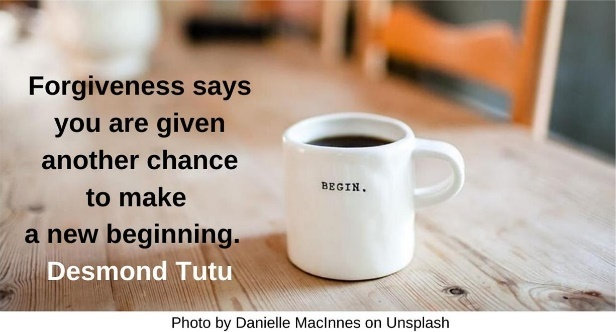 Forgiveness says
you are given
another chance
to make
a new beginning.
Desmond Tutu
BEGIN.
Photo by Danielle MacInnes on Unsplash